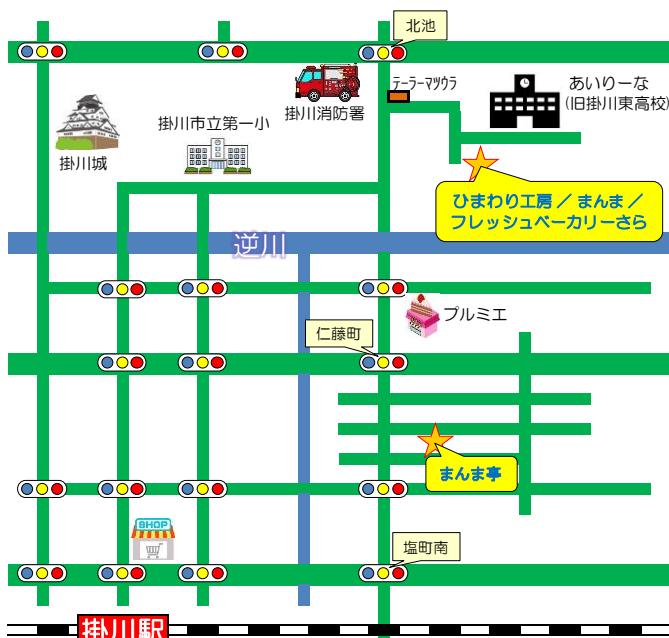 北池
テーラーマツウラ
あいりーな
(旧掛川東高校)
掛川消防署
掛川市立第一小
掛川城
ひまわり工房 / まんま /
フレッシュベーカリーさら
逆川
プルミエ
仁藤町
まんま亭
SHOP
塩町南
掛川駅